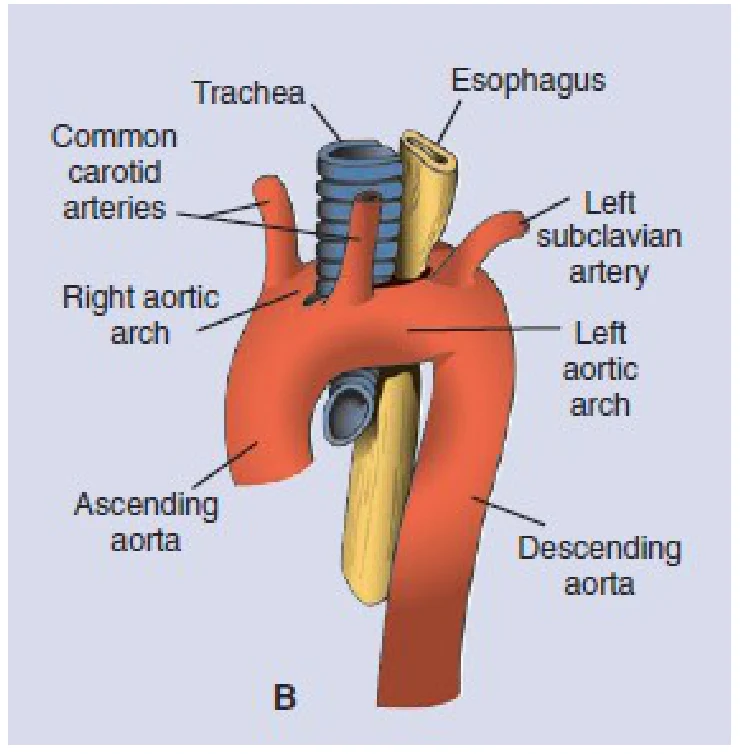 Trachea
Esophagus
Common
carotid
arteries
Left
subclavian
artery
Right aortic
arch
Left
aortic
arch
Ascending
aorta
Descending
aorta
B